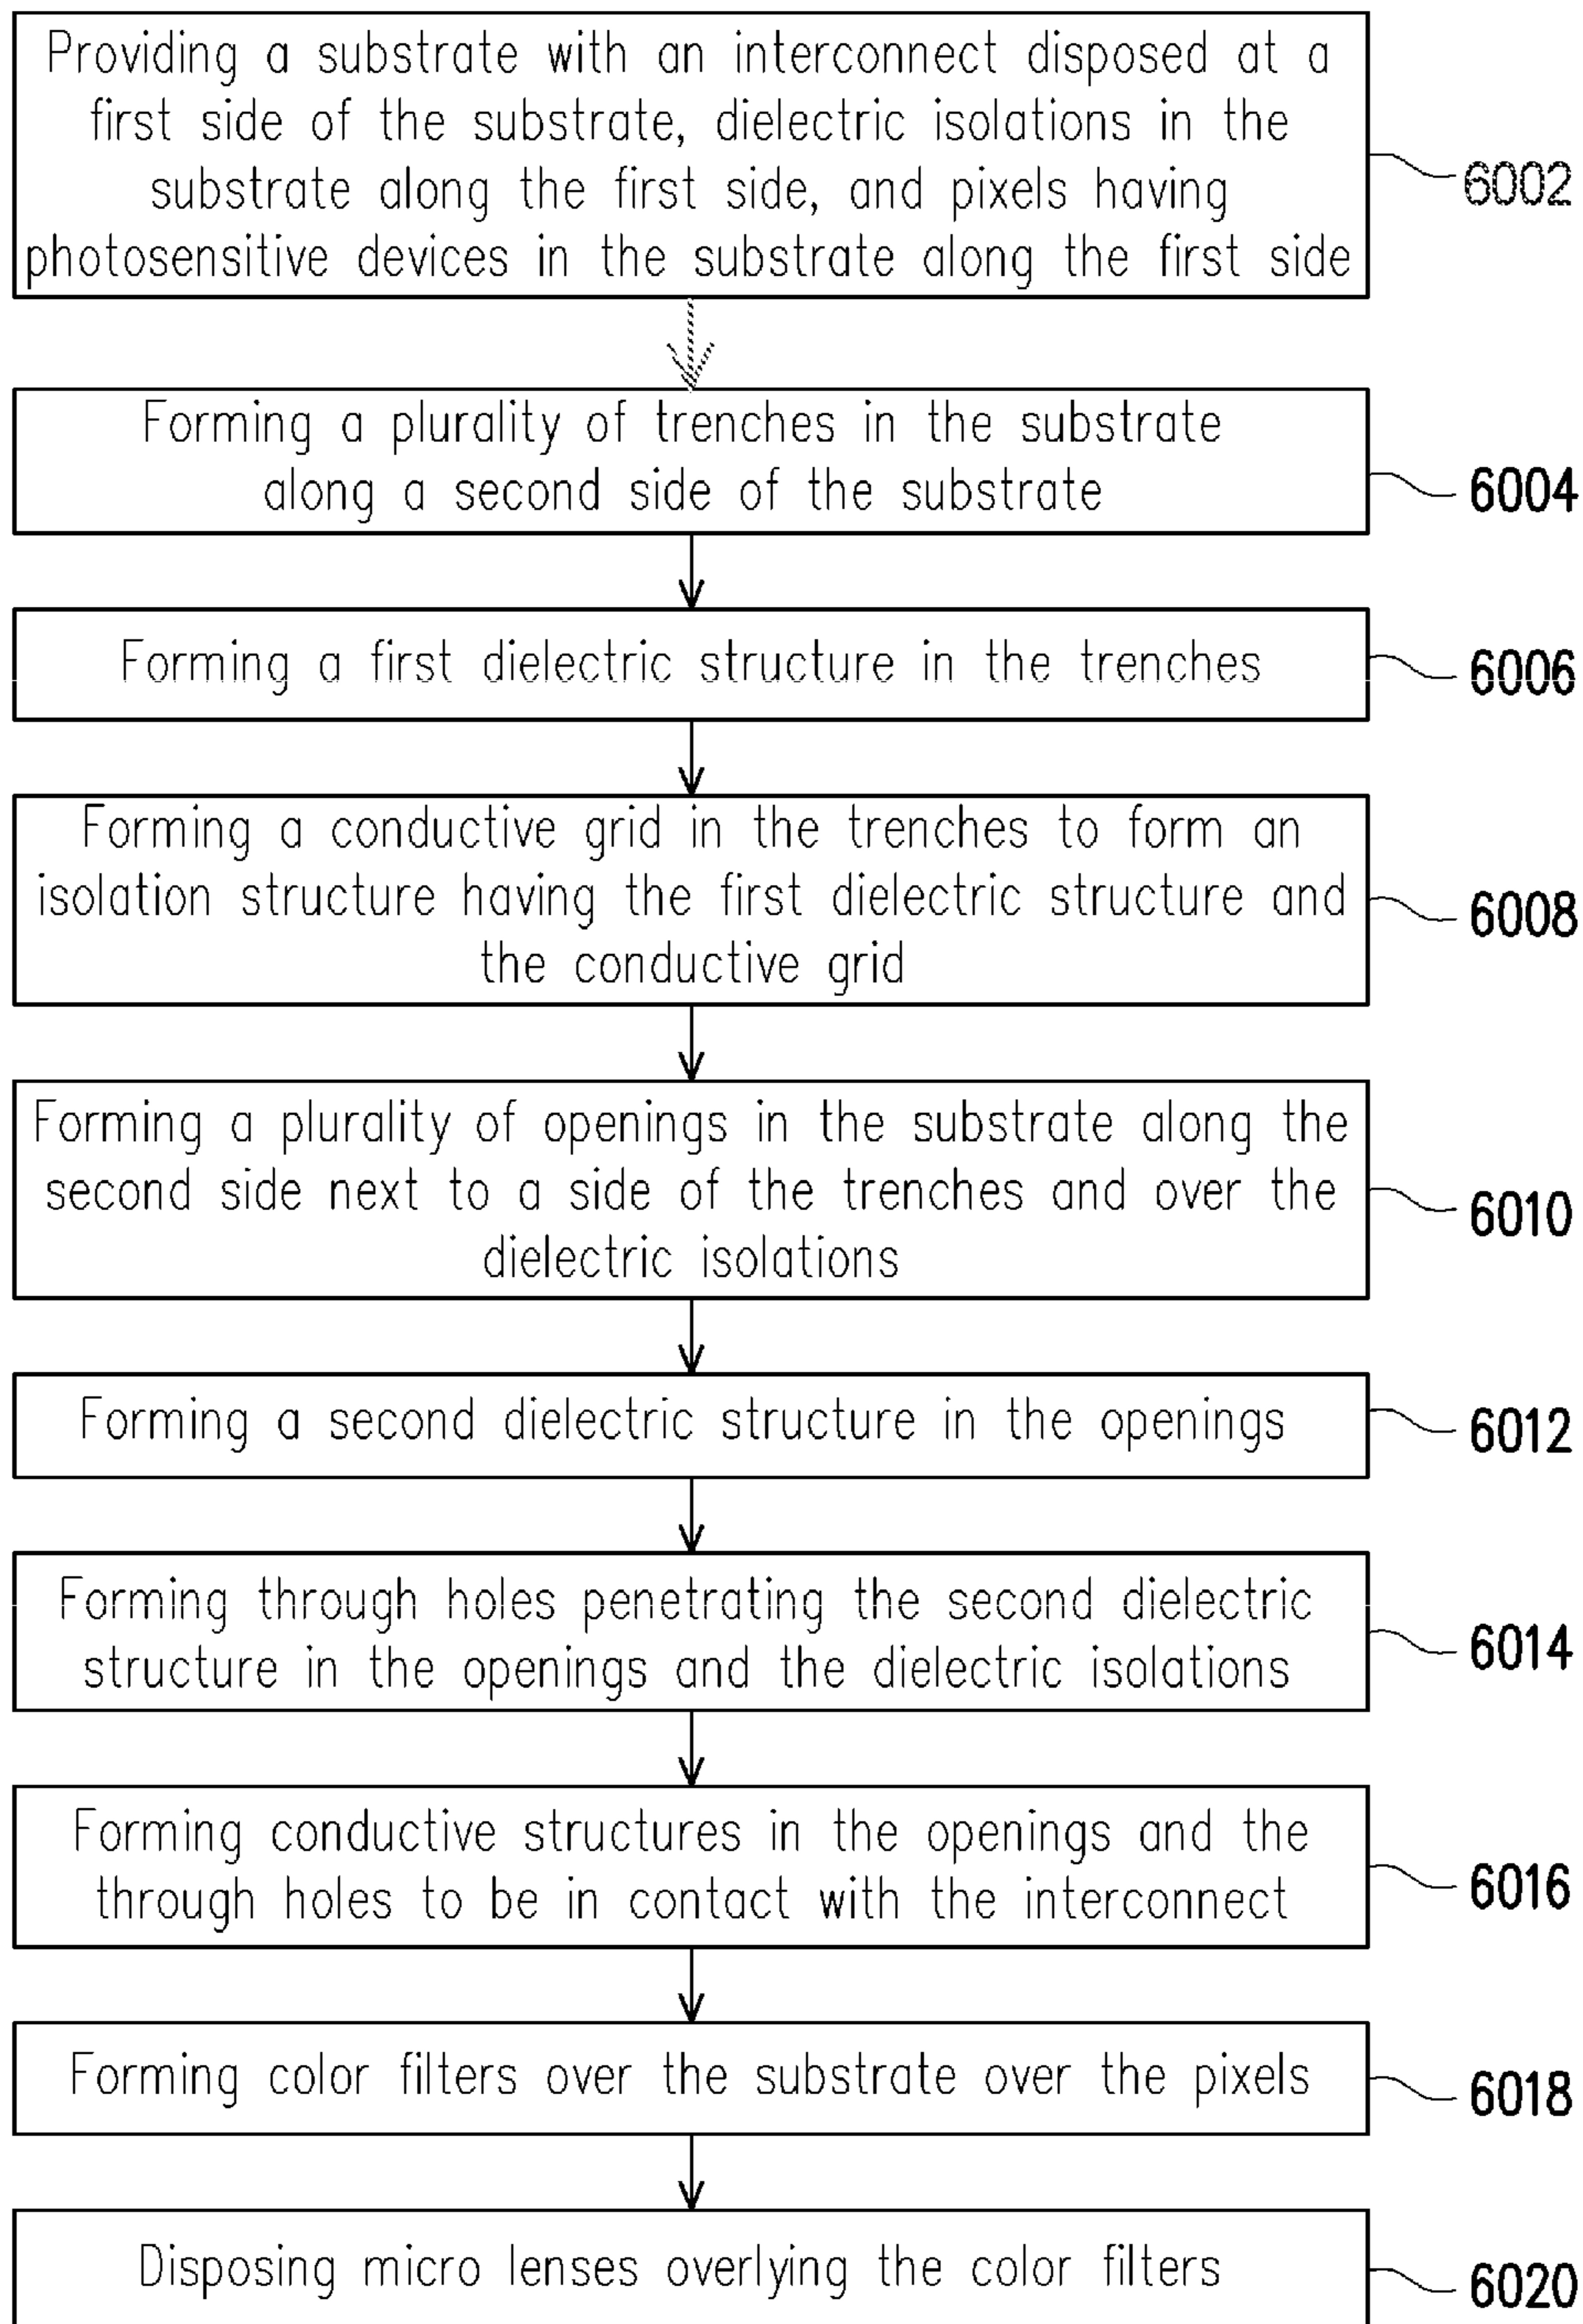 Providing a substrate with an interconnect disposed at a
first side of the substrate, dielectric isolations in the
substrate along the first side, and pixels having
photosensitive devices in the substrate along the first side
6002
Forming a plurality of trenches in the substrate
along a second side of the substrate
6004
Forming a first dielectric structure in the trenches
6006
Forming a conductive grid in the trenches to form an
isolation structure having the first dielectric structure and
the conductive grid
6008
Forming a plurality of openings in the substrate along the
second side next to a side of the trenches and over the
dielectric isolations
6010
Forming a second dielectric structure in the openings
6012
Forming through holes penetrating the second dielectric
structure in the openings and the dielectric isolations
6014
Forming conductive structures in the openings and the
through holes to be in contact with the interconnect
6016
Forming color filters over the substrate over the pixels
6018
Disposing micro lenses overlying the color filters
6020